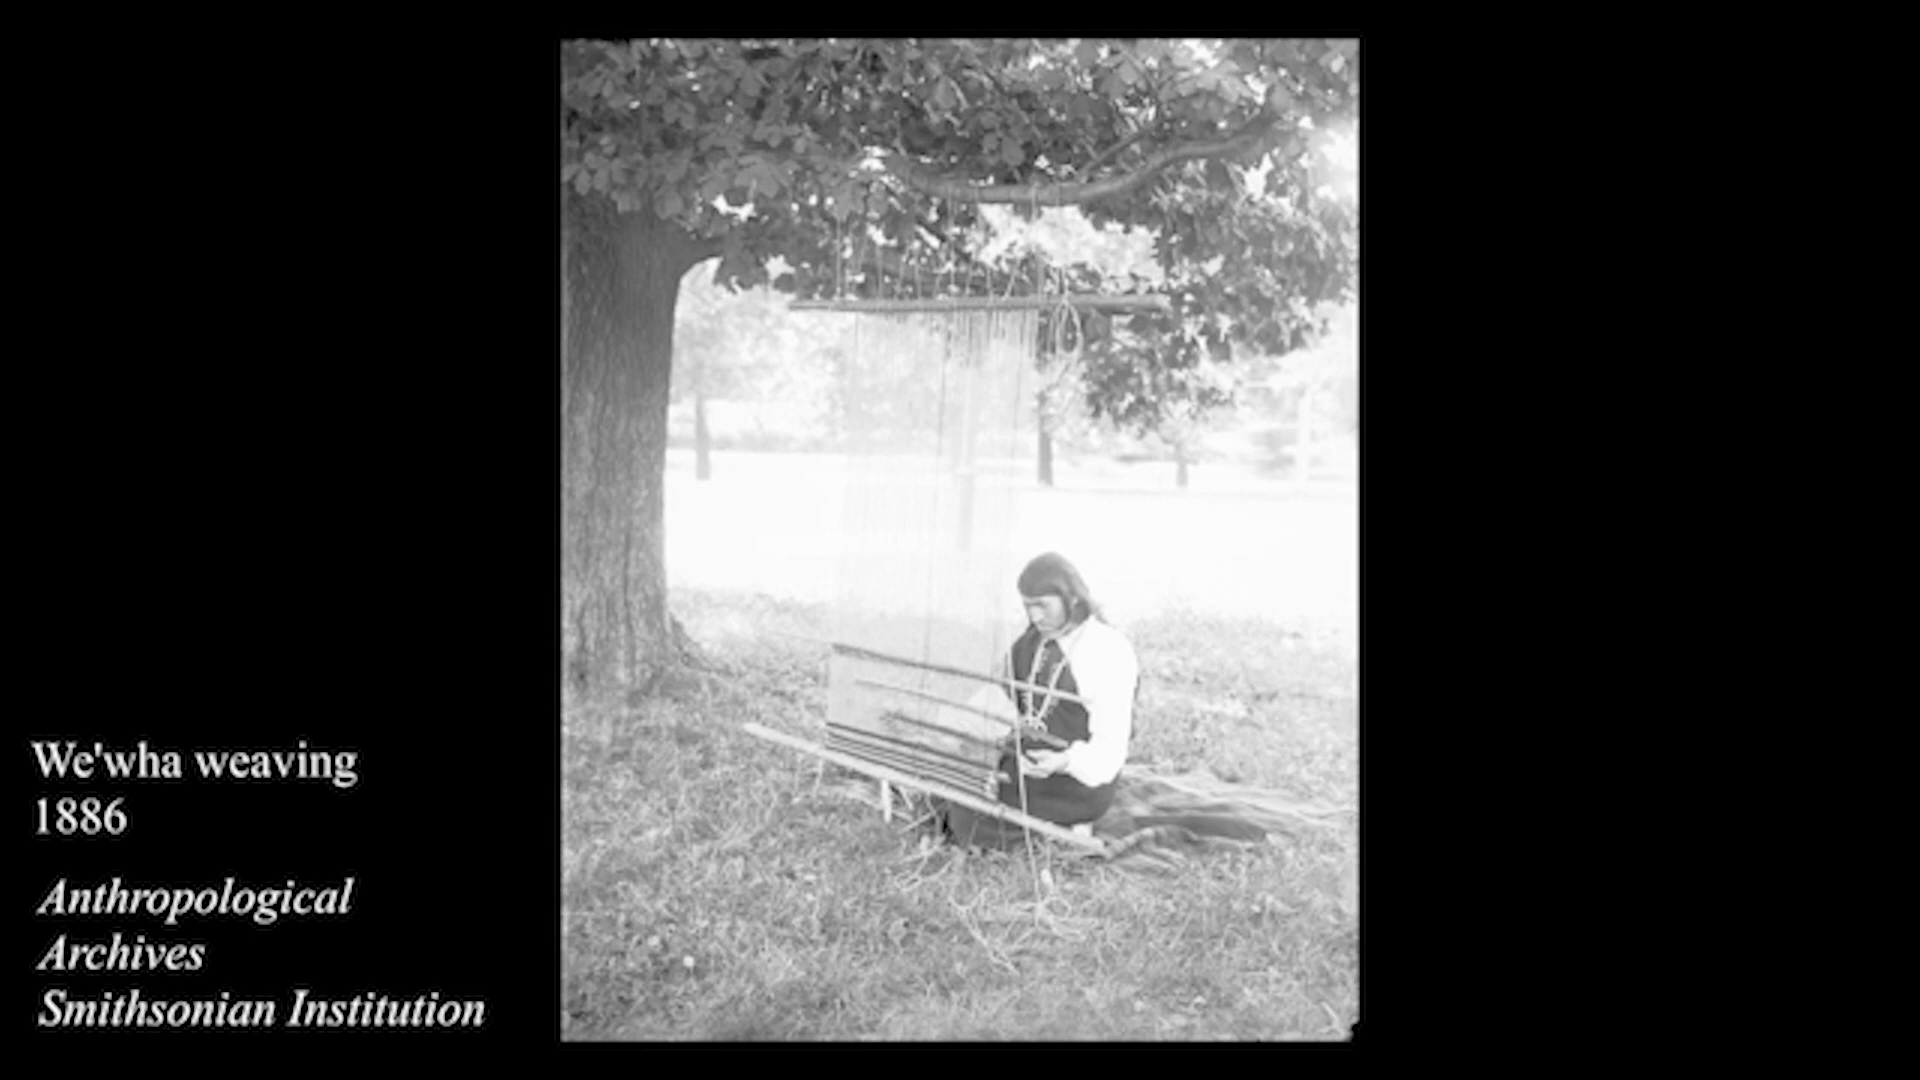 We'wha weaving
1886
Anthropological
Archives
Smithsonian Institution